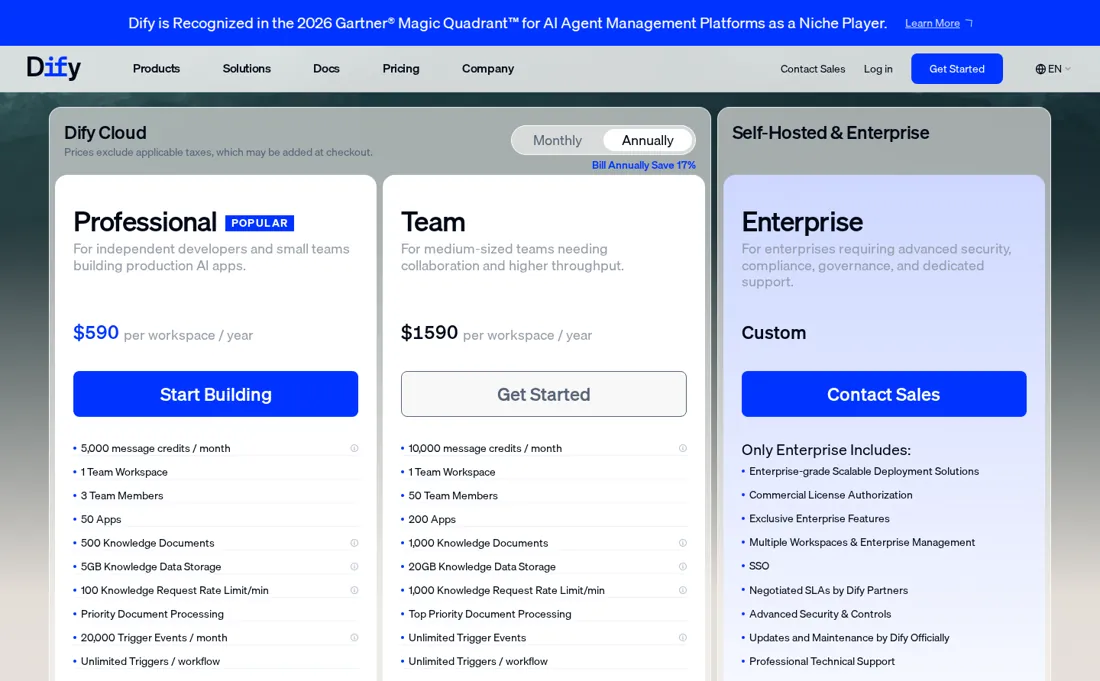 Dify is Recognized in the 2026 Gartner® Magic Quadrant™ for AI Agent Management Platforms as a Niche Player. Learn More
Dify Products Solutions Docs Pricing Company Contact Sales Log in Get Started EN
Dify Cloud
Prices exclude applicable taxes, which may be added at checkout.
Monthly Annually
Bill Annually Save 17%
Professional POPULAR
For independent developers and small teams
building production AI apps.
$590 per workspace / year
Start Building
• 5,000 message credits / month
• 1 Team Workspace
• 3 Team Members
• 50 Apps
• 500 Knowledge Documents
• 5GB Knowledge Data Storage
• 100 Knowledge Request Rate Limit/min
• Priority Document Processing
• 20,000 Trigger Events / month
• Unlimited Triggers / workflow
Team
For medium-sized teams needing
collaboration and higher throughput.
$1590 per workspace / year
Get Started
• 10,000 message credits / month
• 1 Team Workspace
• 50 Team Members
• 200 Apps
• 1,000 Knowledge Documents
• 20GB Knowledge Data Storage
• 1,000 Knowledge Request Rate Limit/min
• Top Priority Document Processing
• Unlimited Trigger Events
• Unlimited Triggers / workflow
Self-Hosted & Enterprise
Enterprise
For enterprises requiring advanced security,
compliance, governance, and dedicated
support.
Custom
Contact Sales
Only Enterprise Includes:
• Enterprise-grade Scalable Deployment Solutions
• Commercial License Authorization
• Exclusive Enterprise Features
• Multiple Workspaces & Enterprise Management
• SSO
• Negotiated SLAs by Dify Partners
• Advanced Security & Controls
• Updates and Maintenance by Dify Officially
• Professional Technical Support